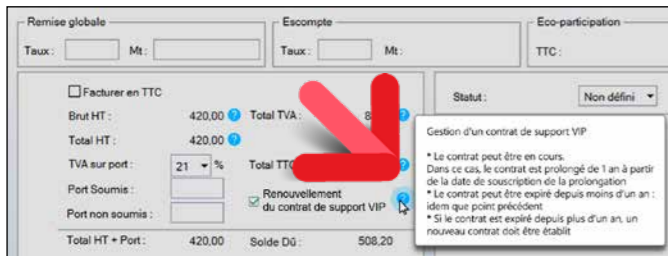 Remise globale
Escompte
Eco-participation
Taux :
Mt :
Taux :
Mt :
TTC :
Facturer en TTC
Statut :
Non défini
Brut HT :
420,00
Total TVA :
8
Total HT :
420,00
TVA sur port :
21
%
Total TTC
Port Soumis :
Renouvellement
du contrat de support VIP
Port non soumis :
Total HT + Port :
420,00
Solde Dû :
508,20
Gestion d'un contrat de support VIP
* Le contrat peut être en cours.
Dans ce cas, le contrat est prolongé de 1 an à partir
de la date de souscription de la prolongation
* Le contrat peut être expiré depuis moins d'un an :
idem que point précédent
* Si le contrat est expiré depuis plus d'un an, un
nouveau contrat doit être établit